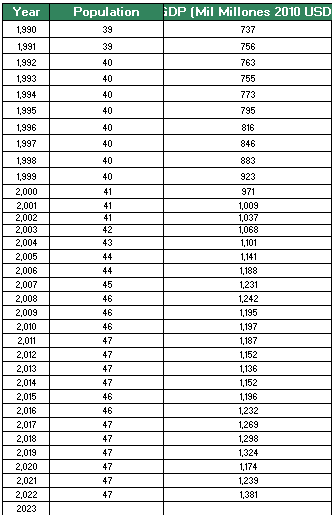 Year Population GDP (Mil Millones 2010 USD
1,990 39 737
1,991 39 756
1,992 40 763
1,993 40 755
1,994 40 773
1,995 40 795
1,996 40 816
1,997 40 846
1,998 40 883
1,999 40 923
2,000 41 971
2,001 41 1,009
2,002 41 1,037
2,003 42 1,068
2,004 43 1,101
2,005 44 1,141
2,006 44 1,188
2,007 45 1,231
2,008 46 1,242
2,009 46 1,195
2,010 46 1,197
2,011 47 1,187
2,012 47 1,152
2,013 47 1,136
2,014 47 1,152
2,015 46 1,196
2,016 46 1,232
2,017 47 1,269
2,018 47 1,298
2,019 47 1,324
2,020 47 1,174
2,021 47 1,239
2,022 47 1,381
2023